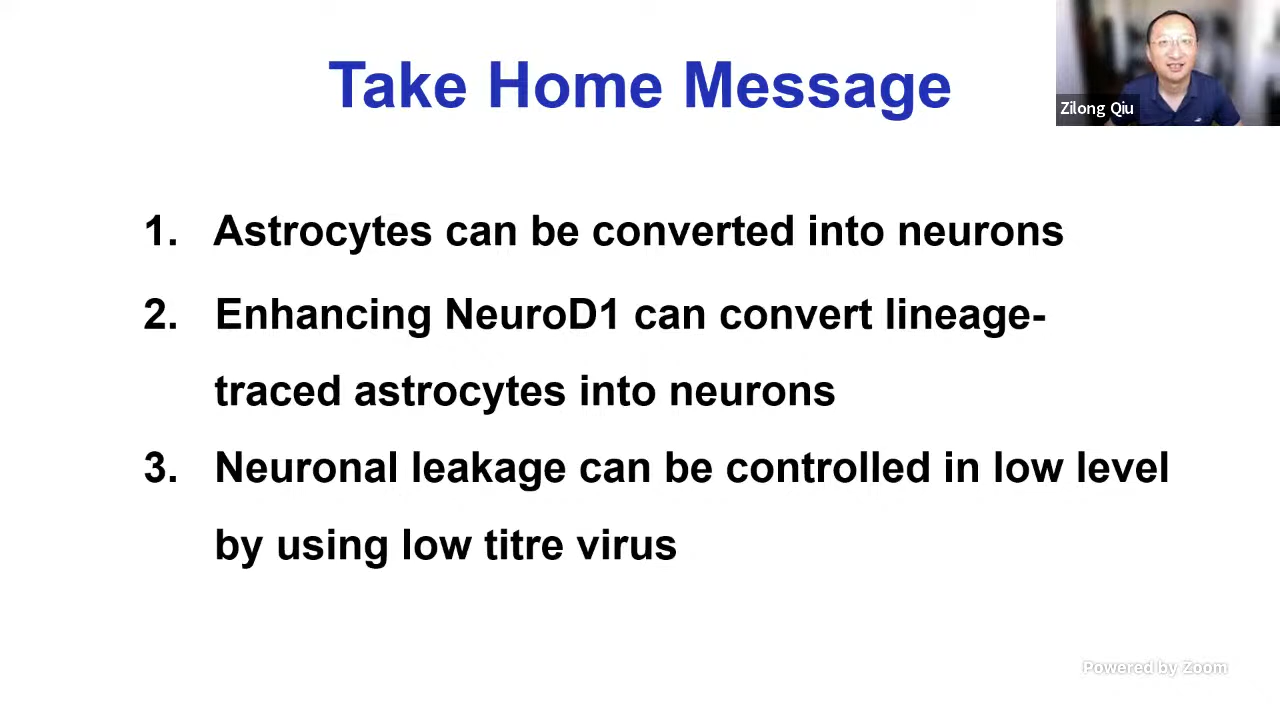 Take Home Message
Zilong Qiu
1. Astrocytes can be converted into neurons
2. Enhancing NeuroD1 can convert lineage-
traced astrocytes into neurons
3. Neuronal leakage can be controlled in low level
by using low titre virus
Powered by Zoom